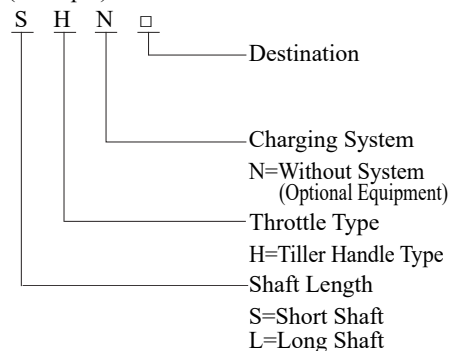 S H N □
Destination
Charging System
N=Without System
(Optional Equipment)
Throttle Type
H=Tiller Handle Type
Shaft Length
S=Short Shaft
L=Long Shaft